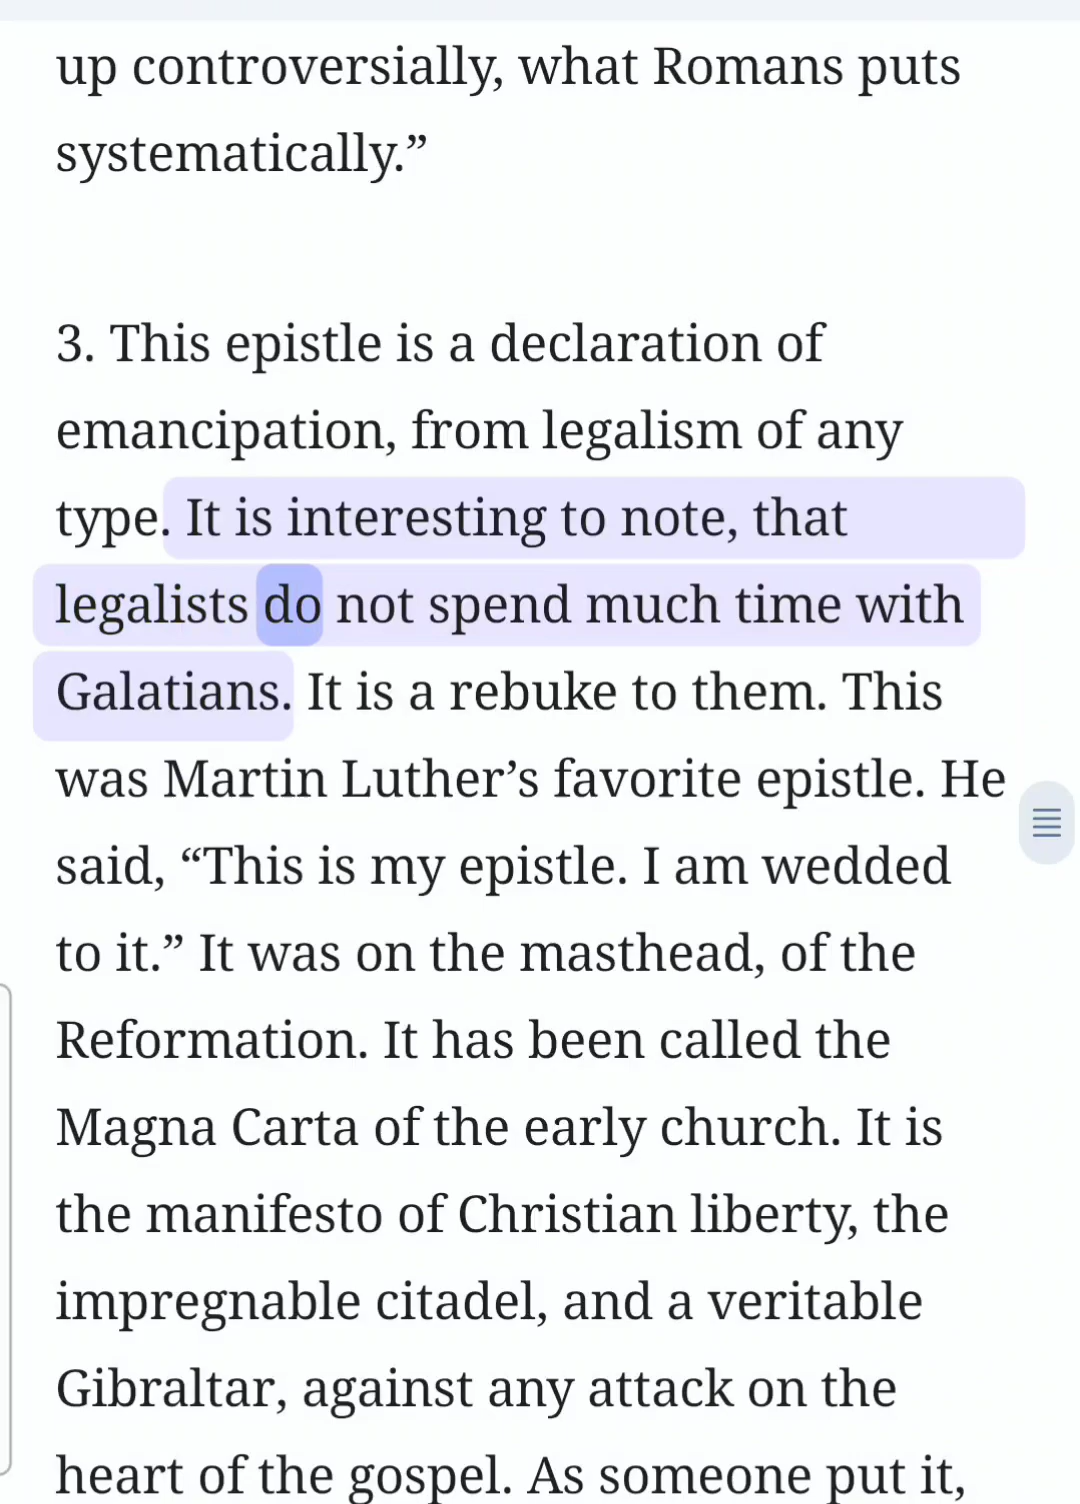 up controversially, what Romans puts
systematically.”
3. This epistle is a declaration of
emancipation, from legalism of any
type. It is interesting to note, that
legalists do not spend much time with
Galatians. It is a rebuke to them. This
was Martin Luther’s favorite epistle. He
said, “This is my epistle. I am wedded
to it.” It was on the masthead, of the
Reformation. It has been called the
Magna Carta of the early church. It is
the manifesto of Christian liberty, the
impregnable citadel, and a veritable
Gibraltar, against any attack on the
heart of the gospel. As someone put it,